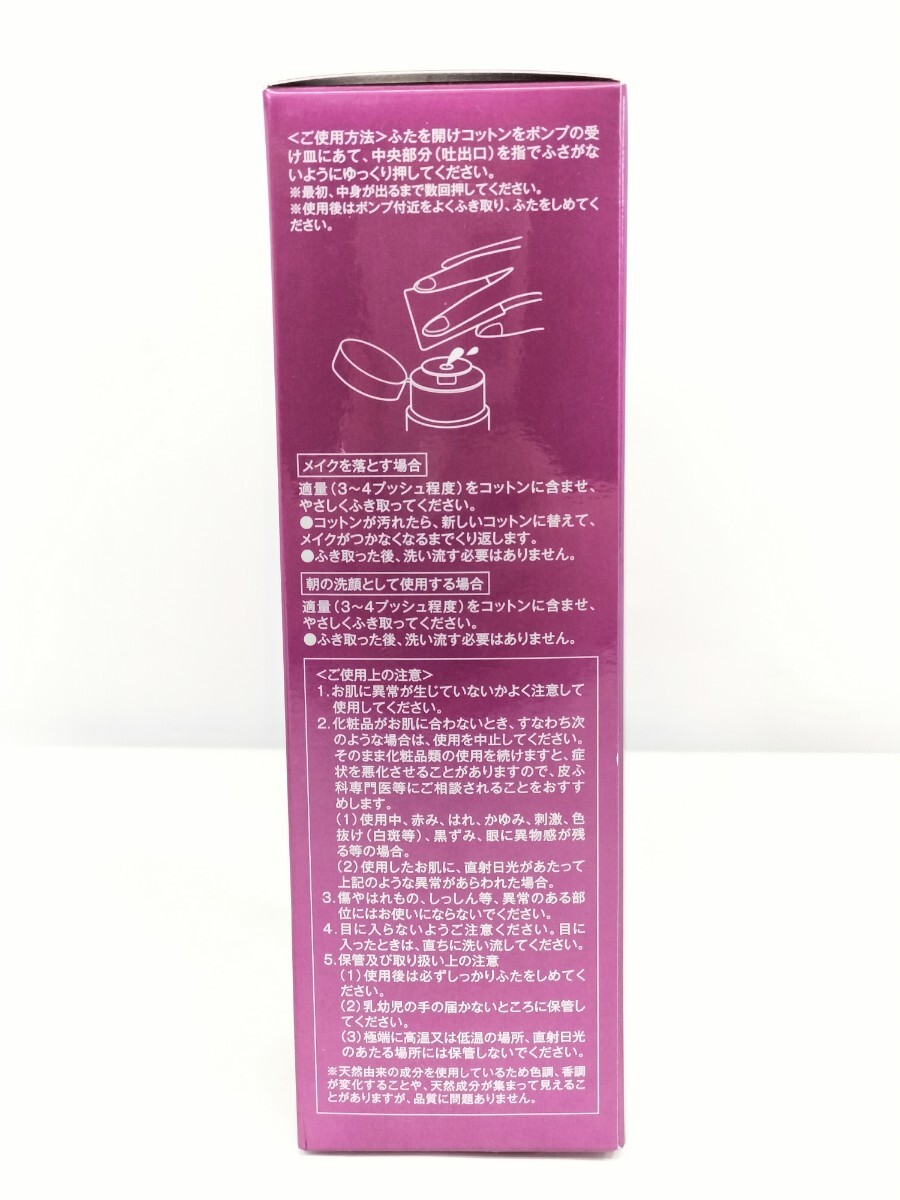 <ご使用方法>ふたを開けコットンをポンプの受
け皿にあて、中央部分(吐出口)を指でふさがな
いようにゆっくり押してください。
※最初、中身が出るまで数回押してください。
※使用後はポンプ付近をよくふき取り、ふたをしめてく
ださい。
メイクを落とす場合
適量(3〜4プッシュ程度)をコットンに含ませ、
やさしくふき取ってください。
●コットンが汚れたら、新しいコットンに替えて、
メイクがつかなくなるまでくり返します。
●ふき取った後、洗い流す必要はありません。
朝の洗顔として使用する場合
適量(3〜4プッシュ程度)をコットンに含ませ、
やさしくふき取ってください。
●ふき取った後、洗い流す必要はありません。
<ご使用上の注意>
1.お肌に異常が生じていないかよく注意して
使用してください。
2.化粧品がお肌に合わないとき、すなわち次
のような場合は、使用を中止してください。
そのまま化粧品類の使用を続けますと、症
状を悪化させることがありますので、皮ふ
科専門医等にご相談されることをおすす
めします。
(1)使用中、赤み、はれ、かゆみ、刺激、色
抜け(白斑等)、黒ずみ、眼に異物感が残
る等の場合。
(2)使用したお肌に、直射日光があたって
上記のような異常があらわれた場合。
3.傷やはれもの、しっしん等、異常のある部
位にはお使いにならないでください。
4.目に入らないようご注意ください。目に
入ったときは、直ちに洗い流してください。
5.保管及び取り扱い上の注意
(1)使用後は必ずしっかりふたをしめてく
ださい。
(2)乳幼児の手の届かないところに保管し
てください。
(3)極端に高温又は低温の場所、直射日光
のあたる場所には保管しないでください。
※天然由来の成分を使用しているため色調、香調
が変化することや、天然成分が集まって見えるこ
とがありますが、品質に問題ありません。